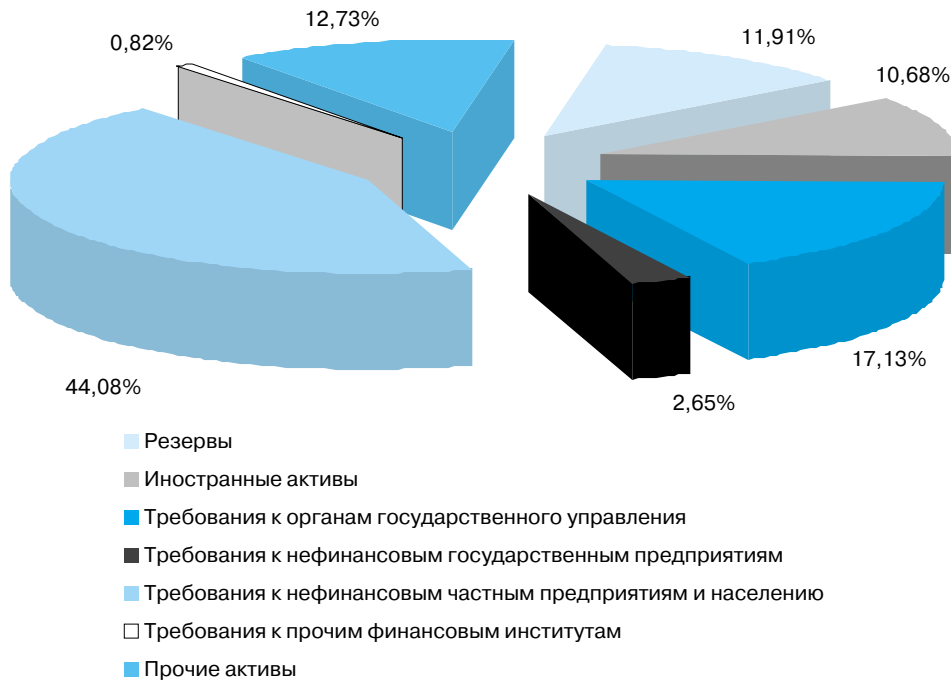 12,73%
11,91%
0,82%
10,68%
17,13%
44,08%
2,65%
Резервы
Иностранные активы
Требования к органам государственного управления
Требования к нефинансовым государственным предприятиям
Требования к нефинансовым частным предприятиям и населению
Требования к прочим финансовым институтам
Прочие активы